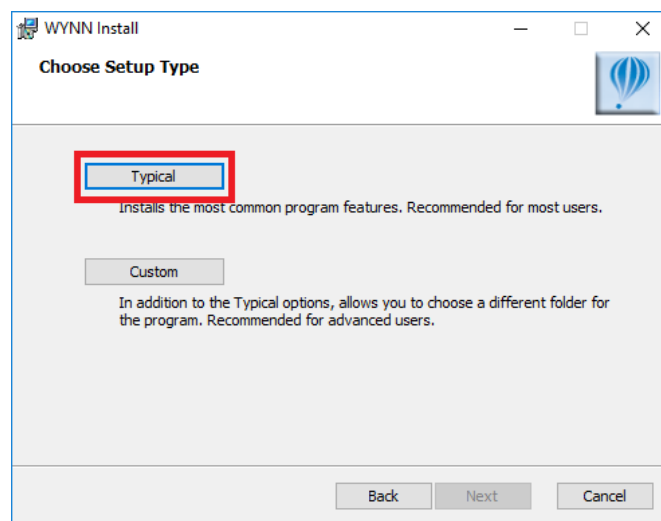 WYNN Install
Choose Setup Type
Typical
Installs the most common program features. Recommended for most users.
Custom
In addition to the Typical options, allows you to choose a different folder for
the program. Recommended for advanced users.
Back Next Cancel